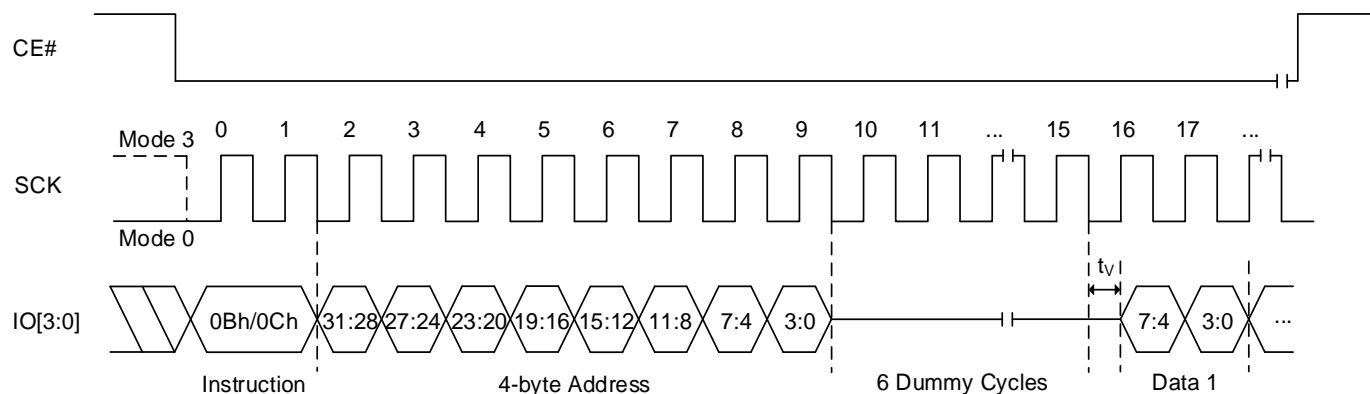 CE#
Mode 3 0 1 2 3 4 5 6 7 8 9 10 11 ... 15 16 17 ...
SCK
Mode 0
tV
IO[3:0] 0Bh/0Ch 31:28 27:24 23:20 19:16 15:12 11:8 7:4 3:0 7:4 3:0 ...
Instruction 4-byte Address 6 Dummy Cycles Data 1